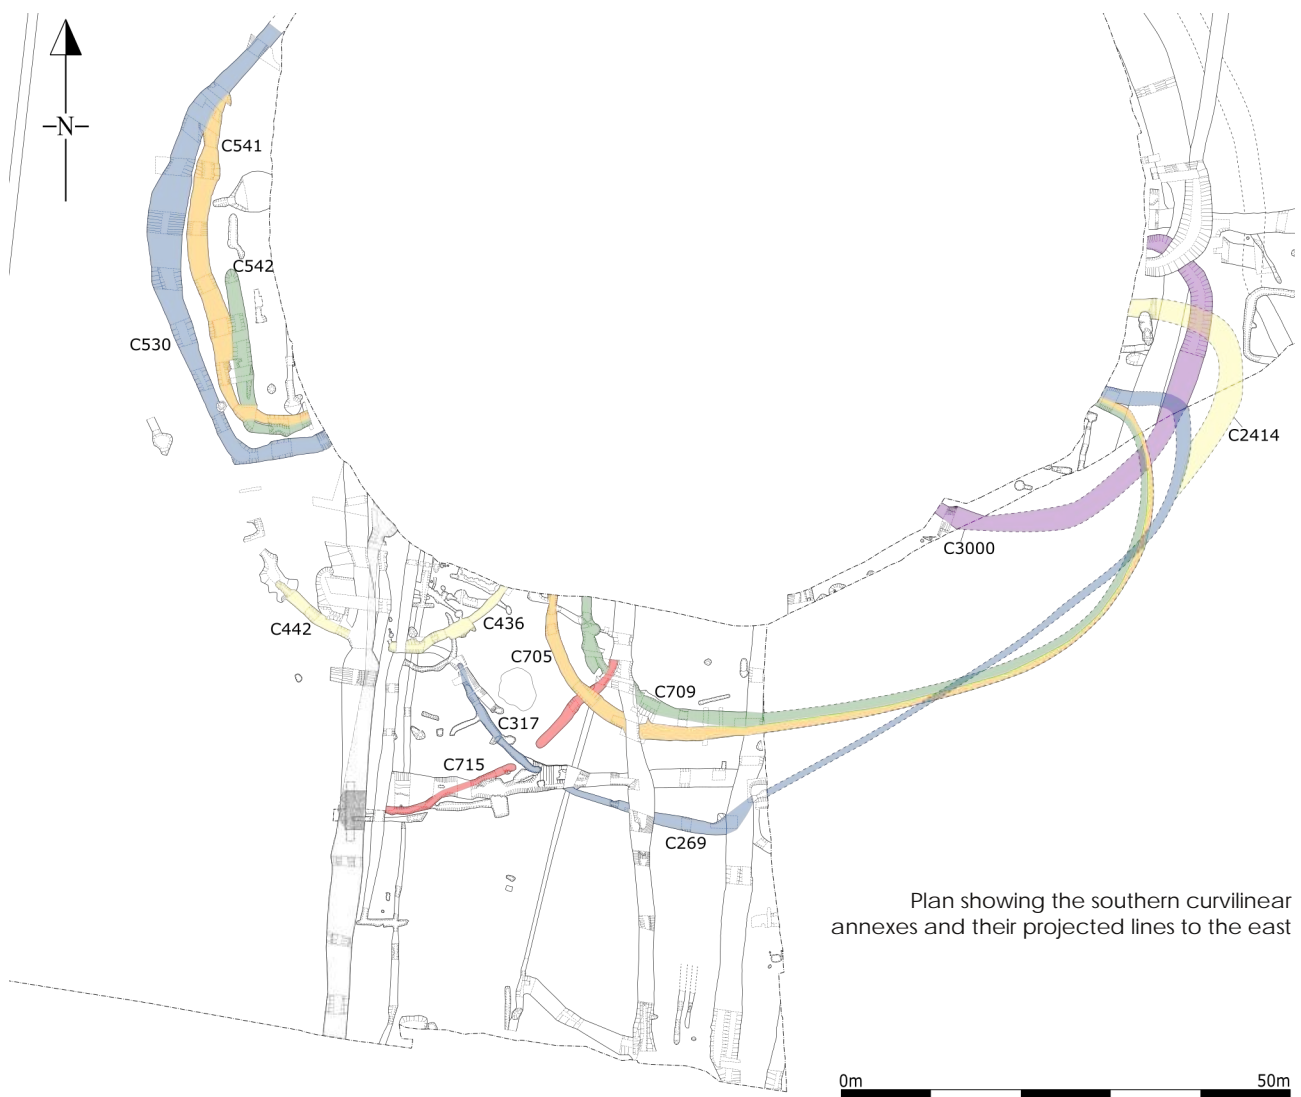 N
C541
C542
C530
C2414
C3000
C442
C436
C705
C709
C317
C715
C269
Plan showing the southern curvilinear
annexes and their projected lines to the east
0m 50m